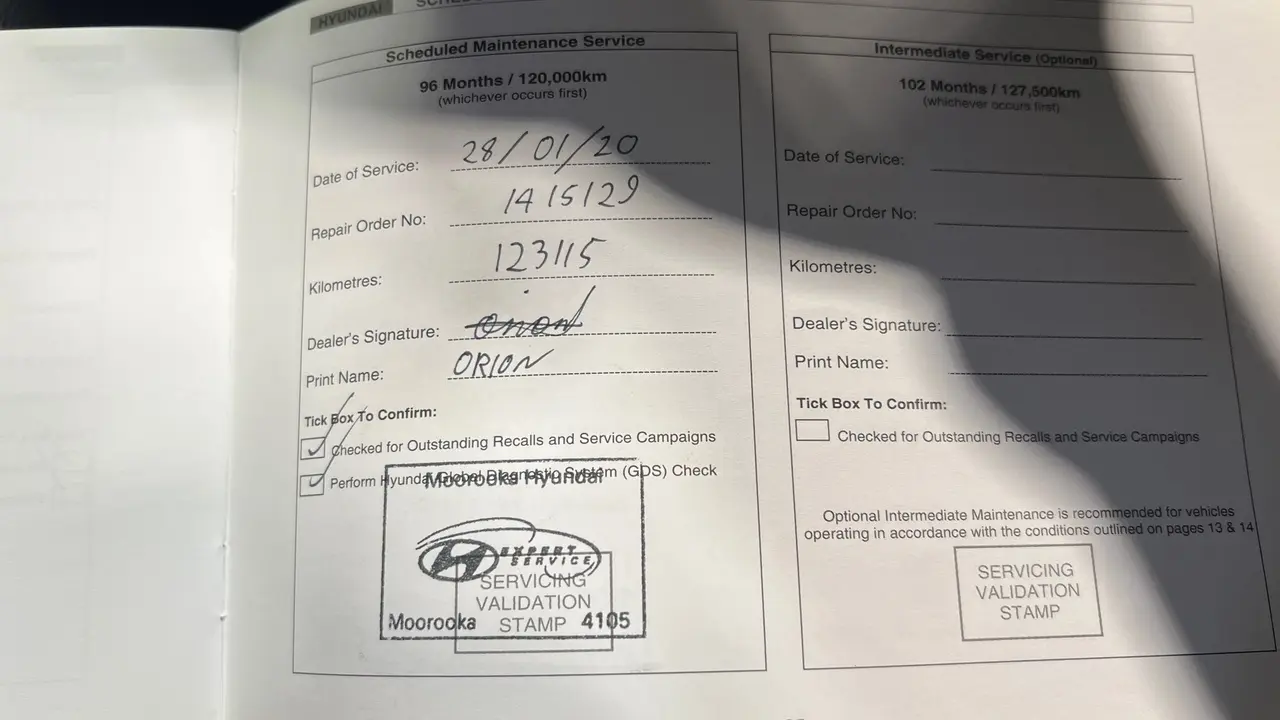 HYUNDAI
Scheduled Maintenance Service
96 Months / 120,000km
(whichever occurs first)
Date of Service: 28/01/20
Repair Order No: 1415129
Kilometres: 123115
Dealer's Signature: Orion
Print Name: ORION
Tick Box To Confirm:
Checked for Outstanding Recalls and Service Campaigns
Perform Hyundai Global Diagnostic System (GDS) Check
Moorooka Hyundai
EXPERT
SERVICE
SERVICING
VALIDATION
STAMP
Moorooka 4105
Intermediate Service (Optional)
102 Months / 127,500km
(whichever occurs first)
Date of Service:
Repair Order No:
Kilometres:
Dealer's Signature:
Print Name:
Tick Box To Confirm:
Checked for Outstanding Recalls and Service Campaigns
Optional Intermediate Maintenance is recommended for vehicles
operating in accordance with the conditions outlined on pages 13 & 14
SERVICING
VALIDATION
STAMP